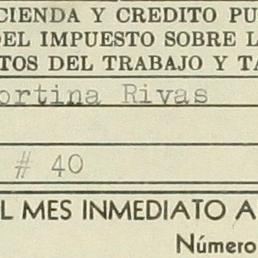 CIENDA Y CREDITO PU
DEL IMPUESTO SOBRE L
TOS DEL TRABAJO Y TA
ortina Rivas
# 40
L MES INMEDIATO A
Número